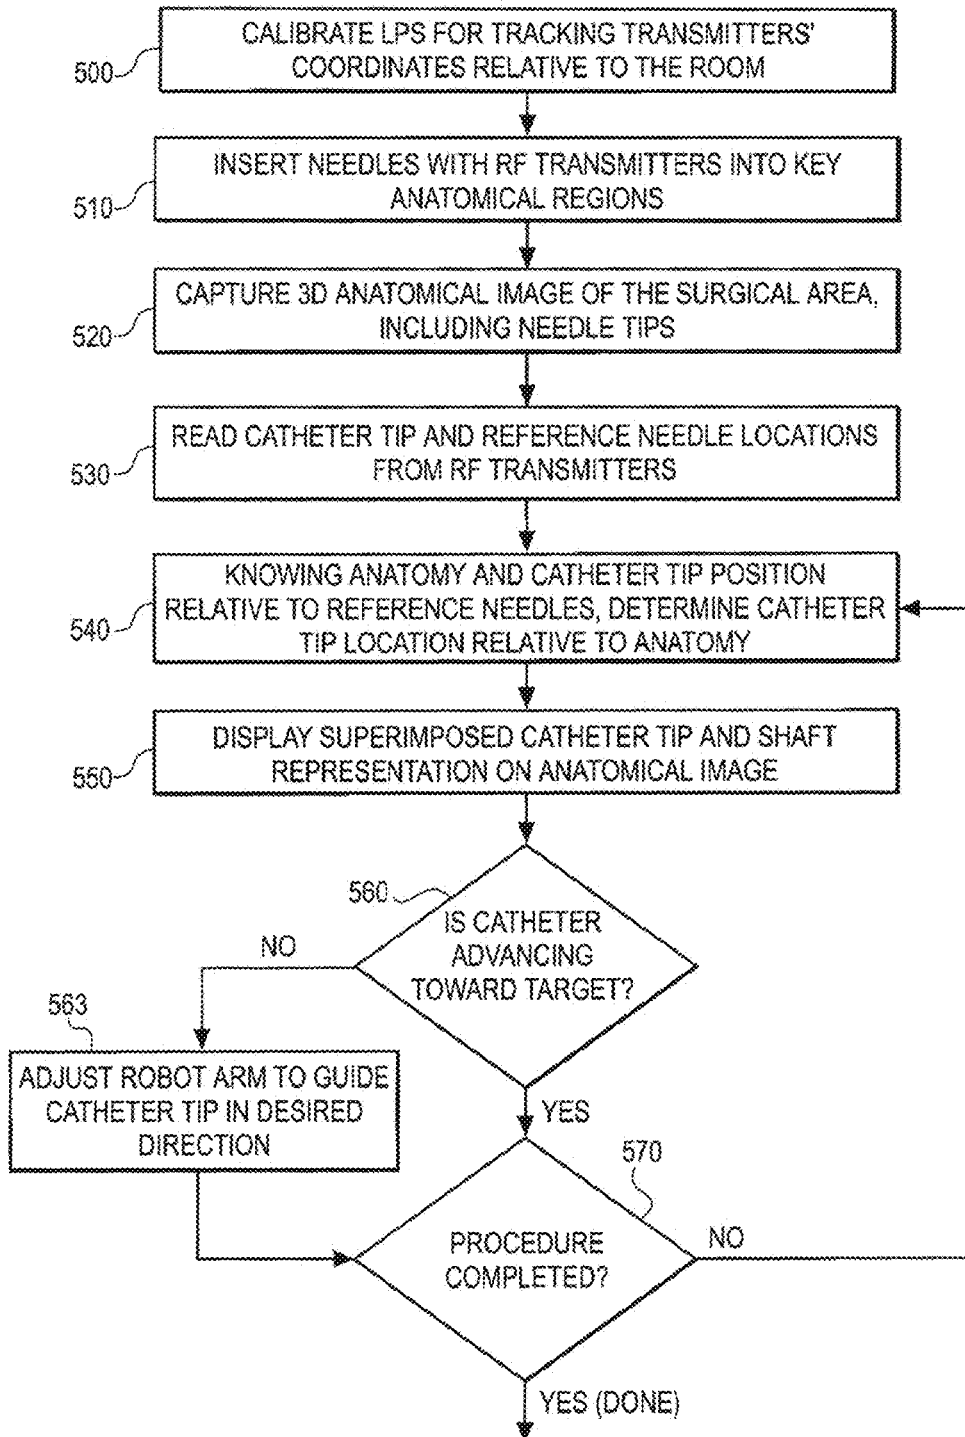 CALIBRATE LPS FOR TRACKING TRANSMITTERS'
COORDINATES RELATIVE TO THE ROOM
500
INSERT NEEDLES WITH RF TRANSMITTERS INTO KEY
ANATOMICAL REGIONS
510
CAPTURE 3D ANATOMICAL IMAGE OF THE SURGICAL AREA,
INCLUDING NEEDLE TIPS
520
READ CATHETER TIP AND REFERENCE NEEDLE LOCATIONS
FROM RF TRANSMITTERS
530
KNOWING ANATOMY AND CATHETER TIP POSITION
RELATIVE TO REFERENCE NEEDLES, DETERMINE CATHETER
TIP LOCATION RELATIVE TO ANATOMY
540
DISPLAY SUPERIMPOSED CATHETER TIP AND SHAFT
REPRESENTATION ON ANATOMICAL IMAGE
550
560
IS CATHETER
ADVANCING
TOWARD TARGET?
NO
563
ADJUST ROBOT ARM TO GUIDE
CATHETER TIP IN DESIRED
DIRECTION
YES
570
PROCEDURE
COMPLETED?
NO
YES (DONE)